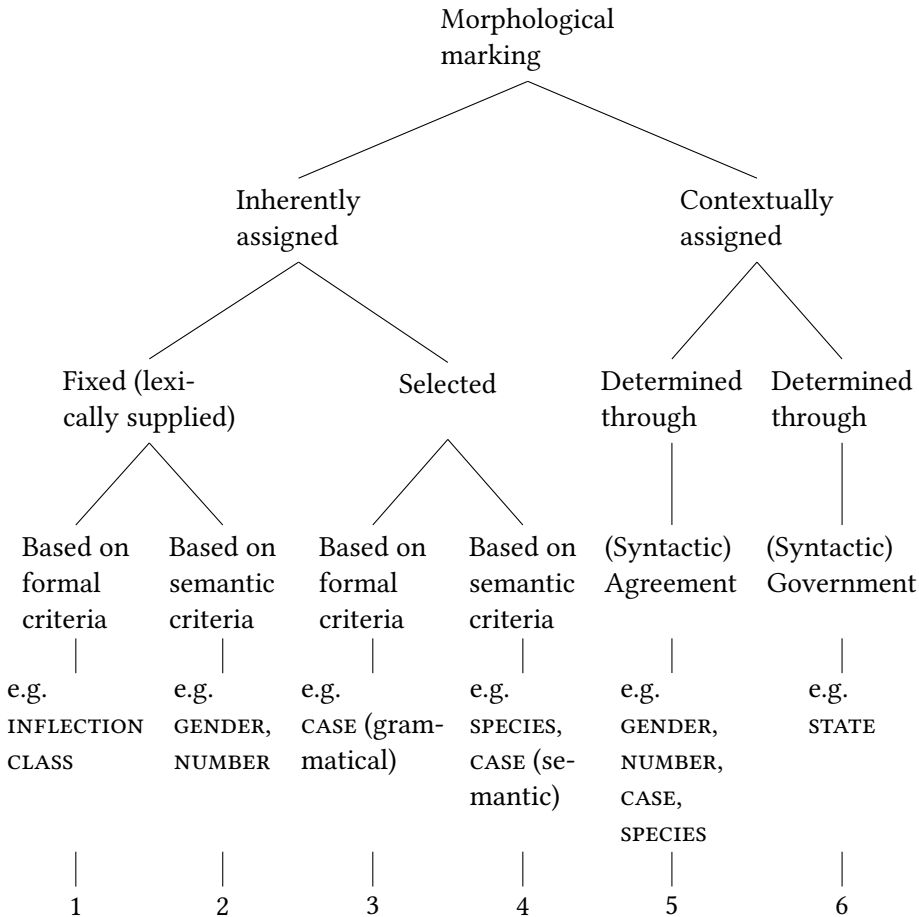 Morphological
marking
Inherently
assigned
Contextually
assigned
Fixed (lexi-
cally supplied)
Selected
Determined
through
Determined
through
Based on
formal
criteria
Based on
semantic
criteria
Based on
formal
criteria
Based on
semantic
criteria
(Syntactic)
Agreement
(Syntactic)
Government
e.g.
INFLECTION
CLASS
e.g.
GENDER,
NUMBER
e.g.
CASE (gram-
matical)
e.g.
SPECIES,
CASE (se-
mantic)
e.g.
GENDER,
NUMBER,
CASE,
SPECIES
e.g.
STATE
1
2
3
4
5
6